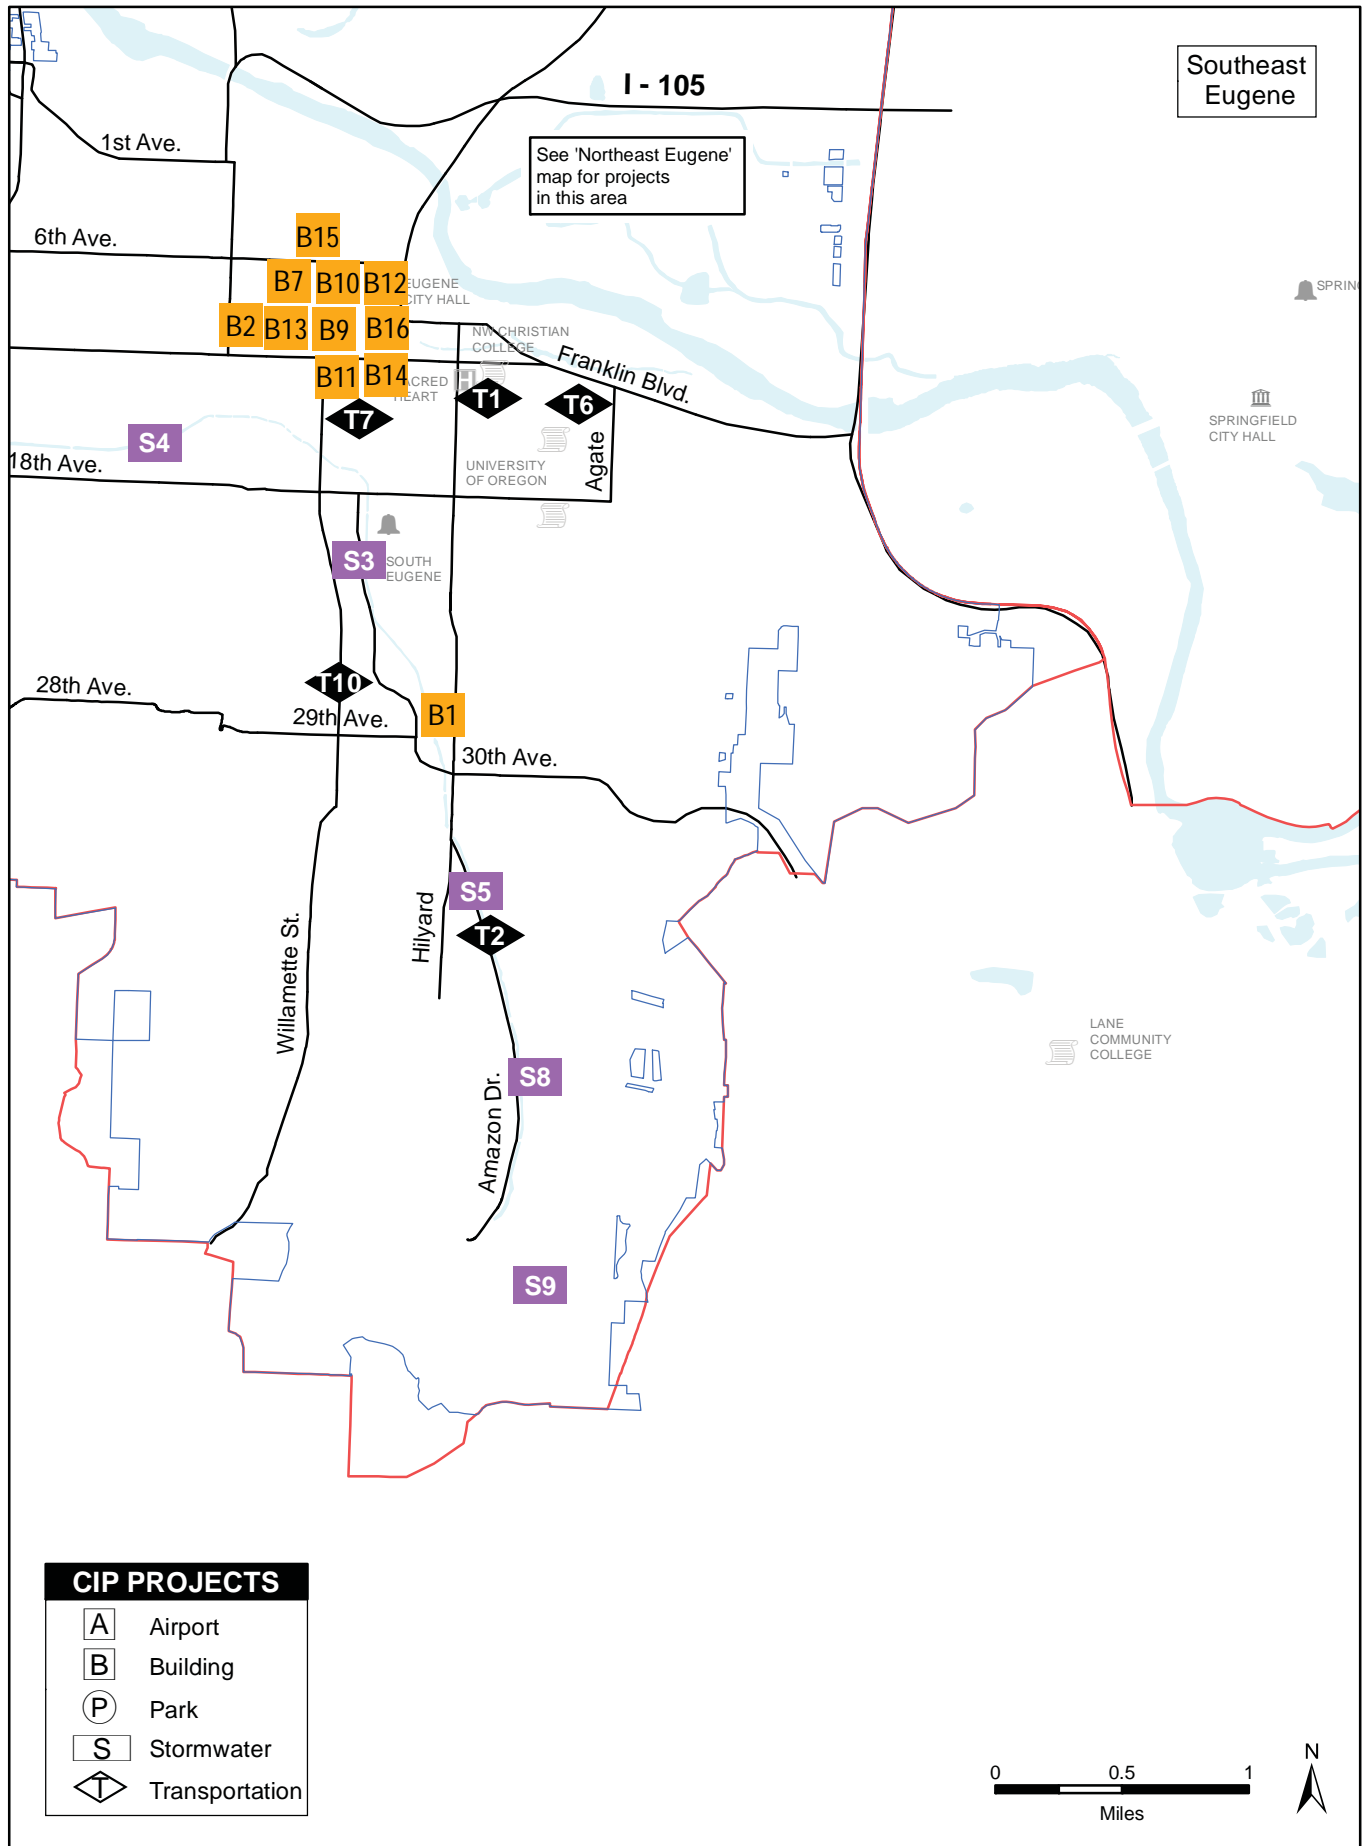 Southeast
Eugene
I - 105
See 'Northeast Eugene'
map for projects
in this area
1st Ave.
6th Ave.
B15
B7
B10
B12
EUGENE
CITY HALL
B2
B13
B9
B16
NW CHRISTIAN
COLLEGE
Franklin Blvd.
B11
B14
ACRED
HEART
H
T7
T1
T6
SPRING
SPRINGFIELD
CITY HALL
S4
18th Ave.
UNIVERSITY
OF OREGON
Agate
S3
SOUTH
EUGENE
T10
28th Ave.
29th Ave.
B1
30th Ave.
S5
T2
Willamette St.
Hilyard
S8
Amazon Dr.
LANE
COMMUNITY
COLLEGE
S9
CIP PROJECTS
A Airport
B Building
P Park
S Stormwater
T Transportation
0 0.5 1
Miles
N